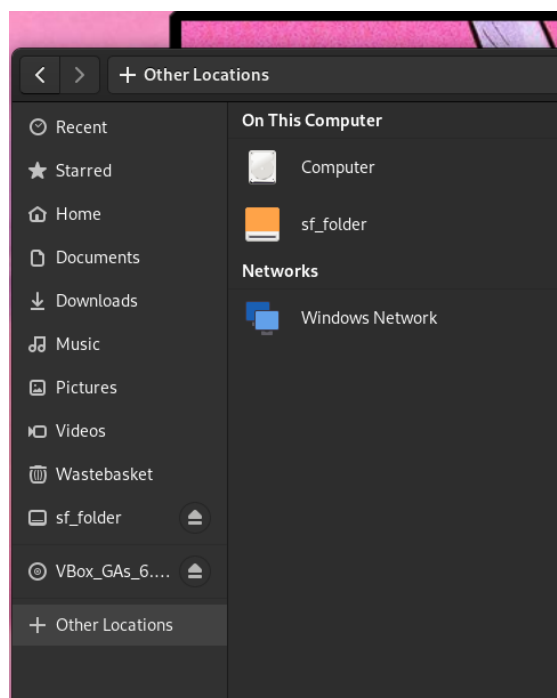 Other Locations
Recent
Starred
Home
Documents
Downloads
Music
Pictures
Videos
Wastebasket
sf_folder
VBox_GAs_6....
Other Locations
On This Computer
Computer
sf_folder
Networks
Windows Network